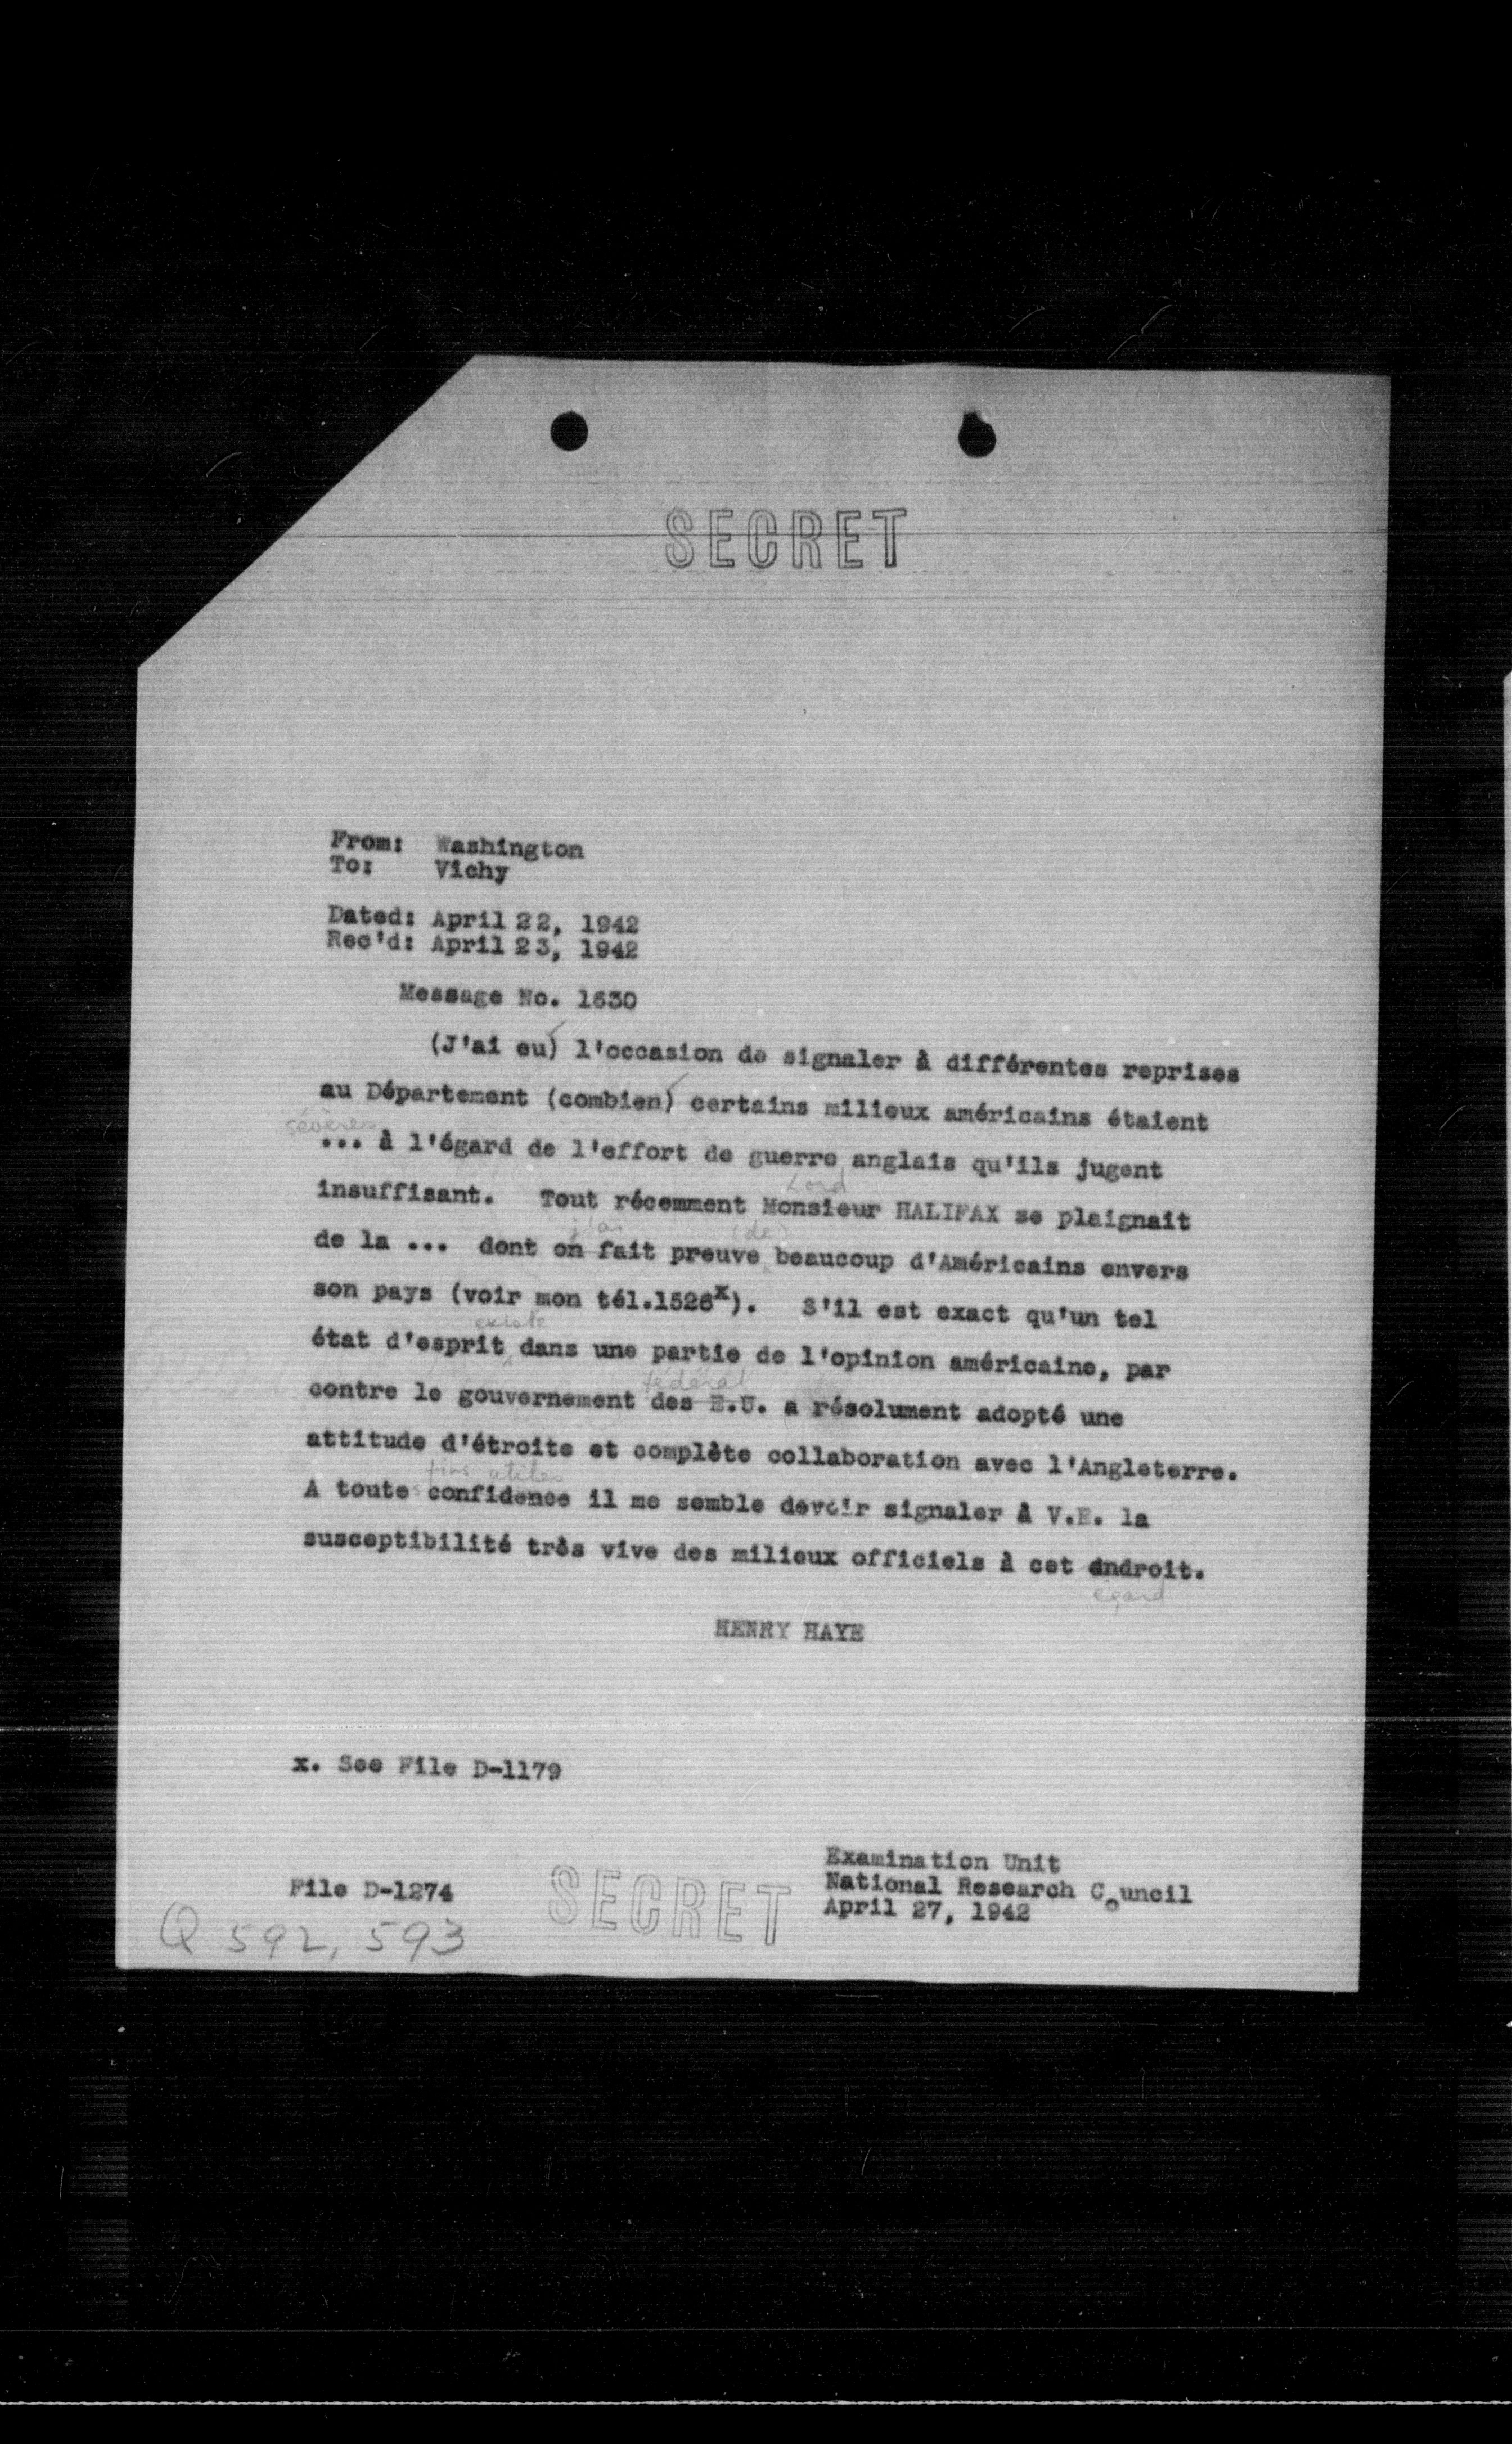 SECRET
From: Washington
To: Vichy
Dated: April 22, 1942
Rec'd: April 23, 1942
Message No. 1630
(J'ai eu) l'occasion de signaler à différentes reprises
au Département (combien) certains milieux américains étaient
sévères
... à l'égard de l'effort de guerre anglais qu'ils jugent
Lord
insuffisant. Tout récemment Monsieur HALIFAX se plaignait
(de)
de la ... dont on fait preuve beaucoup d'Américains envers
son pays (voir mon tél.1526x). S'il est exact qu'un tel
existe
état d'esprit dans une partie de l'opinion américaine, par
fédéral
contre le gouvernement des E.U. a résolument adopté une
attitude d'étroite et complète collaboration avec l'Angleterre.
fins utiles
A toutes confidence il me semble devoir signaler à V.E. la
susceptibilité très vive des milieux officiels à cet endroit.
egard
HENRY HAYE
x. See File D-1179
File D-1274
Q 592, 593
SECRET
Examination Unit
National Research Council
April 27, 1942